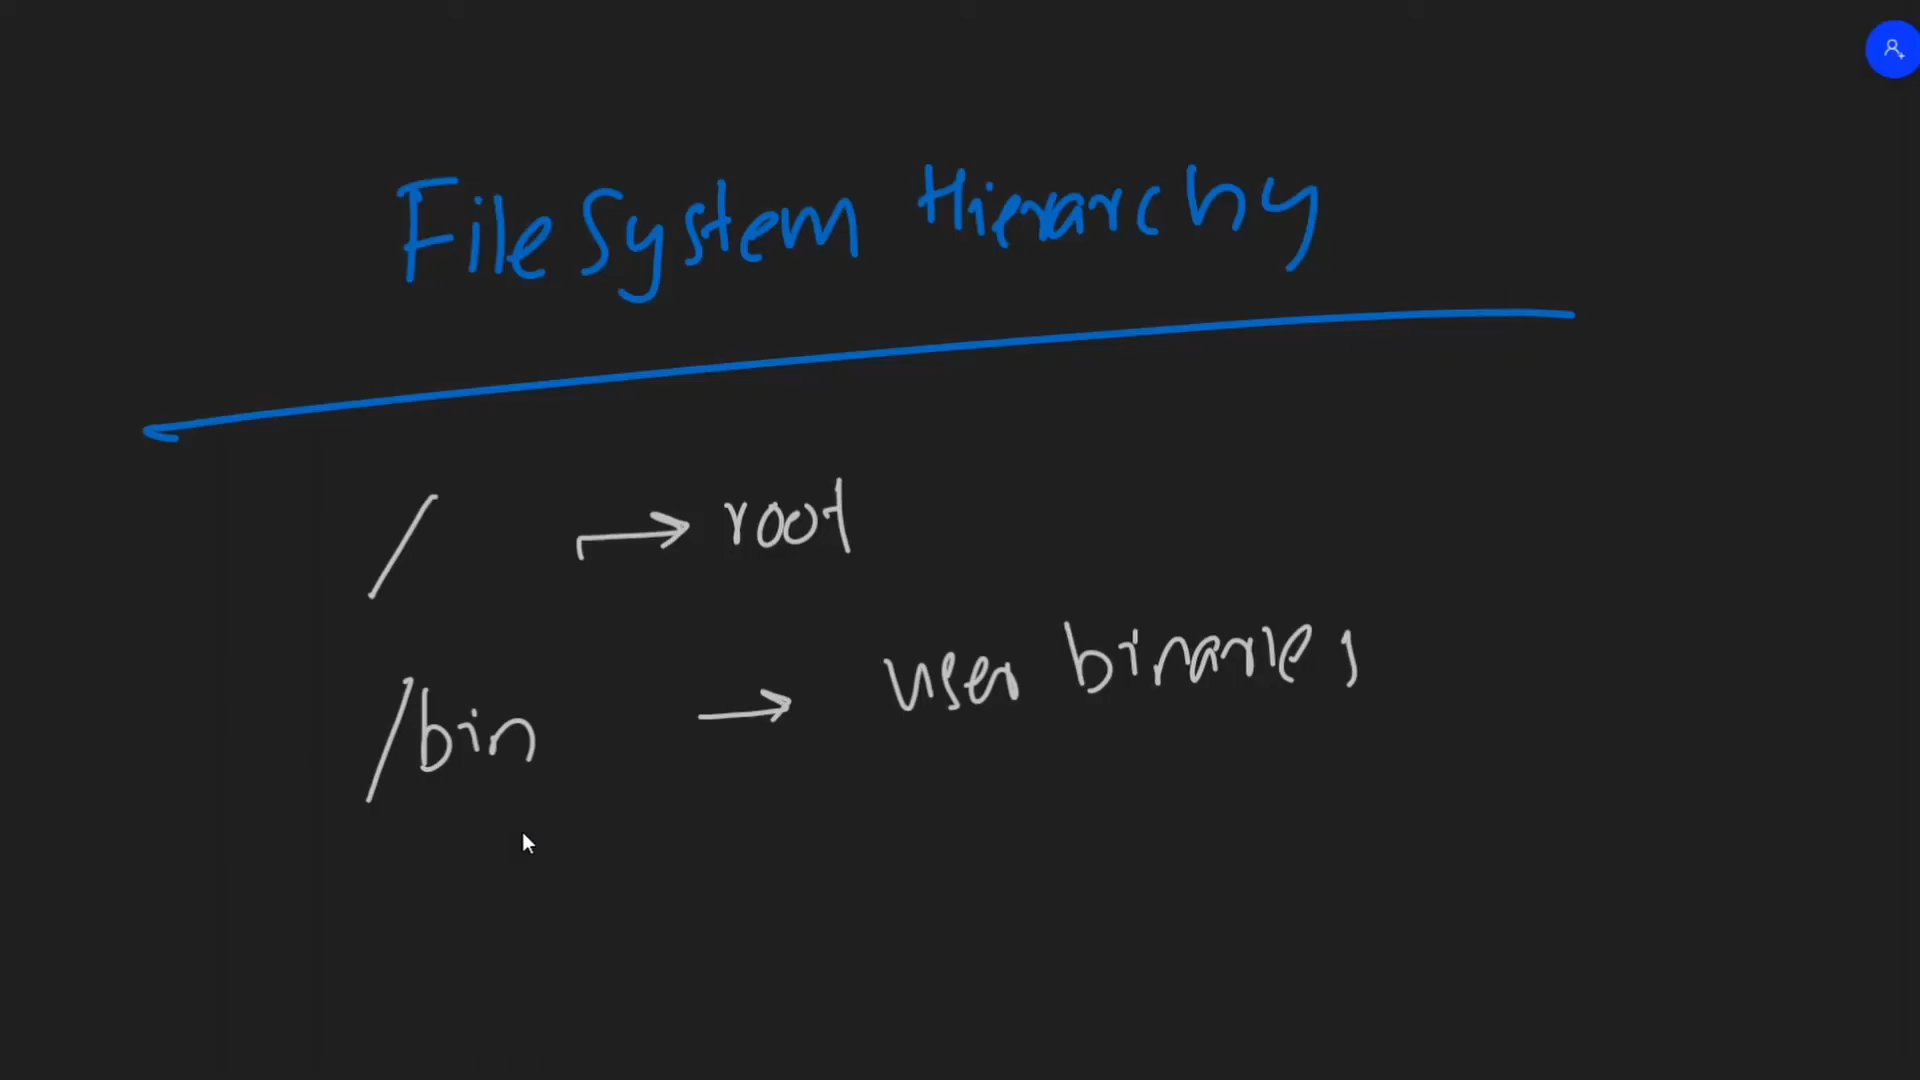 File System Hierarchy
/ → root
/bin → user binaries